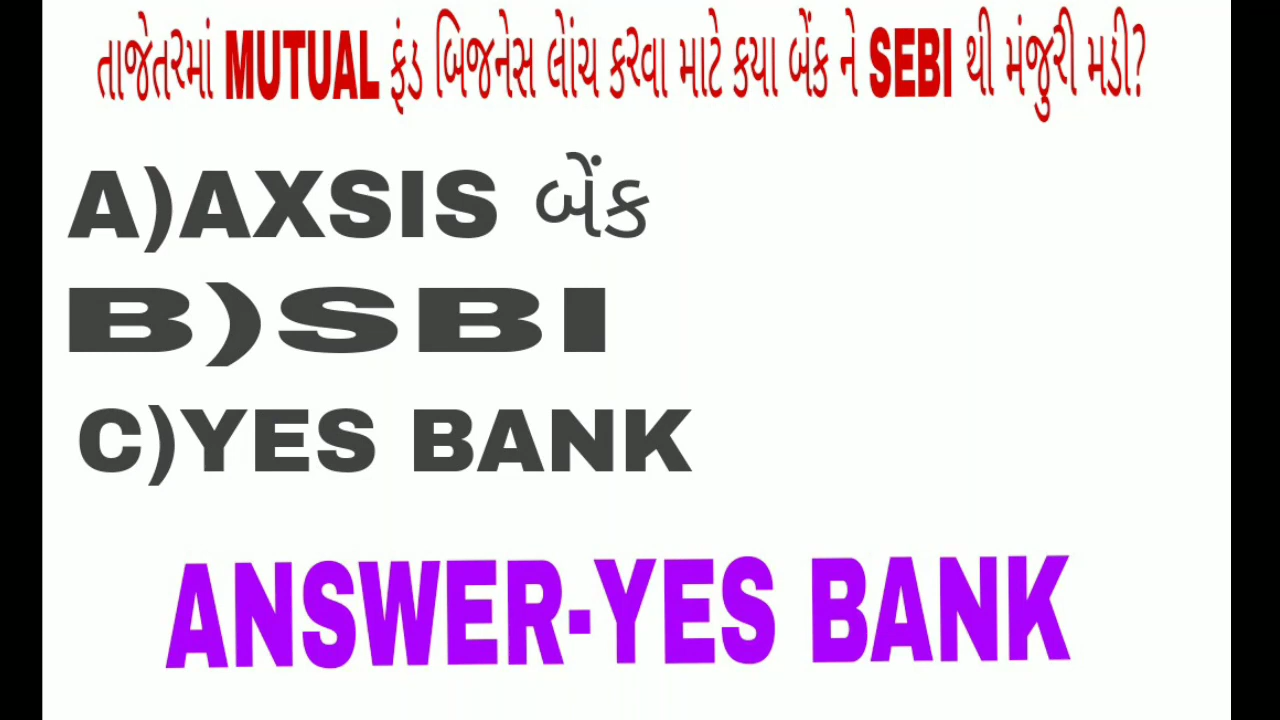 તાજેતરમાં MUTUAL ફંડ બિજનેસ લોંચ કરવા માટે કયા બેંક ને SEBI થી મંજુરી મડી?
A)AXSIS બેંક
B)SBI
C)YES BANK
ANSWER-YES BANK